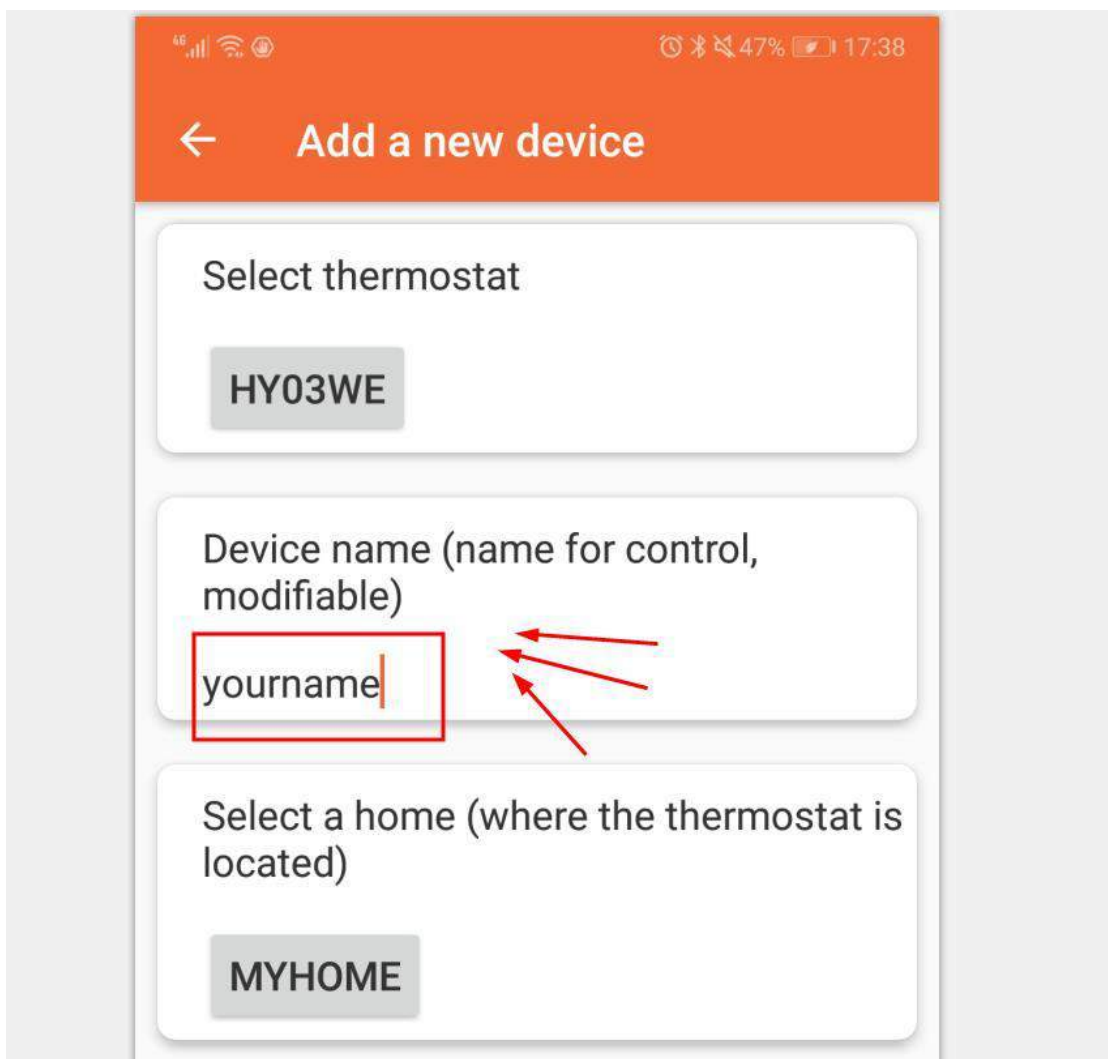 46 47% 17:38
Add a new device
Select thermostat
HY03WE
Device name (name for control,
modifiable)
yourname
Select a home (where the thermostat is
located)
MYHOME